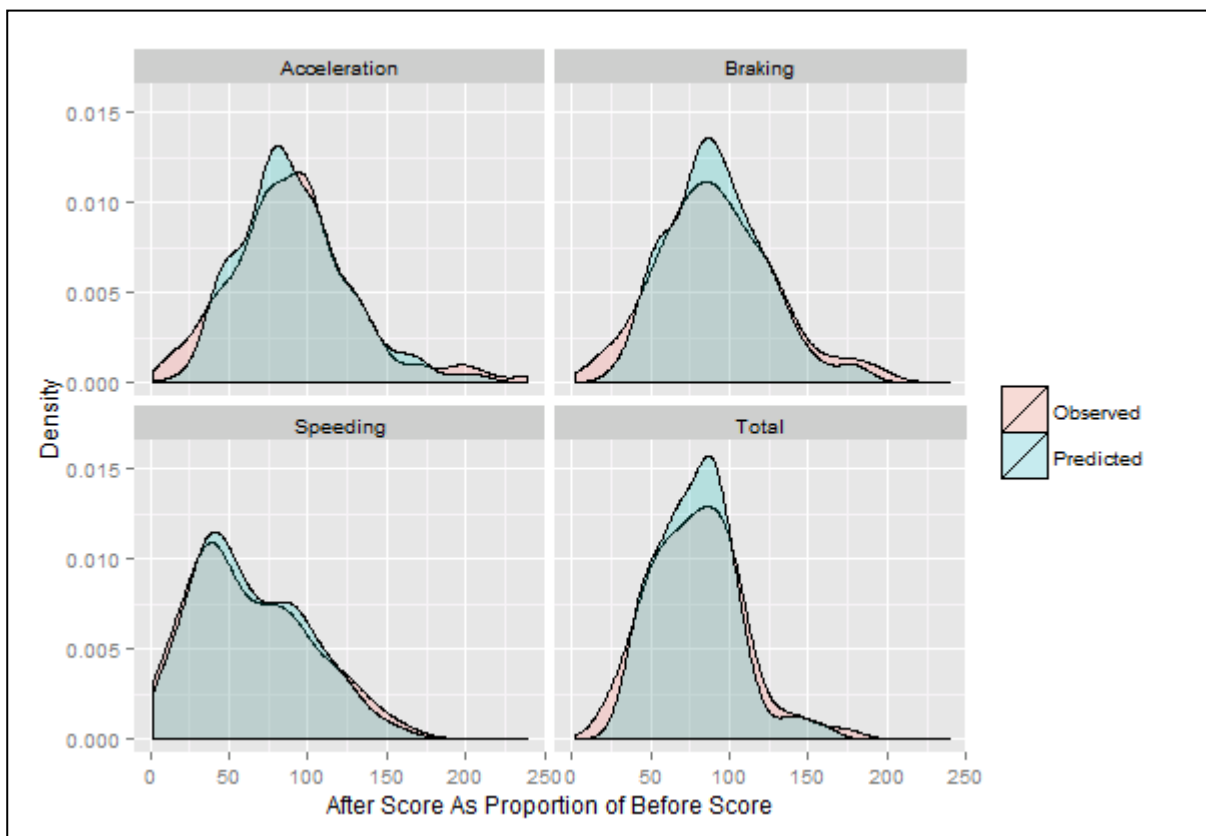 Acceleration
Braking
0.015
0.010
0.005
0.000
Density
Speeding
Total
0.015
0.010
0.005
0.000
0 50 100 150 200 250 0 50 100 150 200 250
After Score As Proportion of Before Score
Observed
Predicted